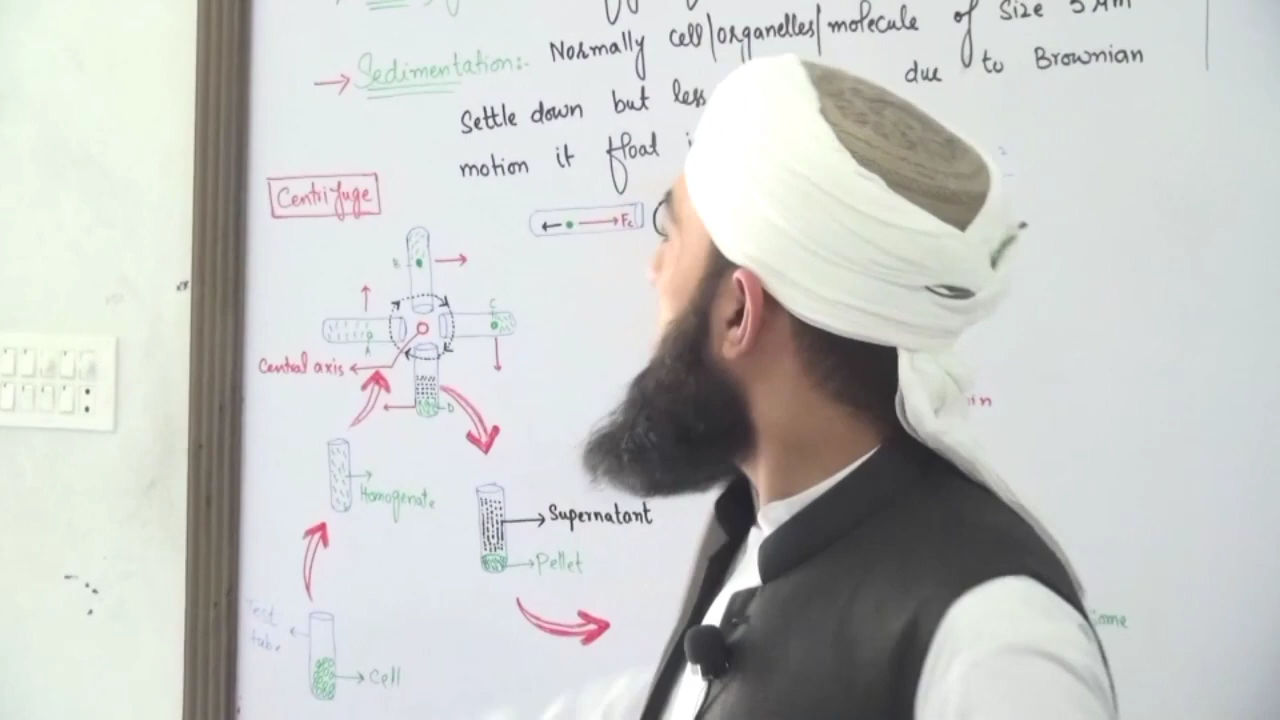 → Sedimentation:- Normally cell/organelles/molecule of Size 5
Settle down but less due to Brownian
motion it float
Centrifuge
Fc
B
C
A
Central axis
D
Homogenate
Supernatant
Pellet
Test
tube
Cell